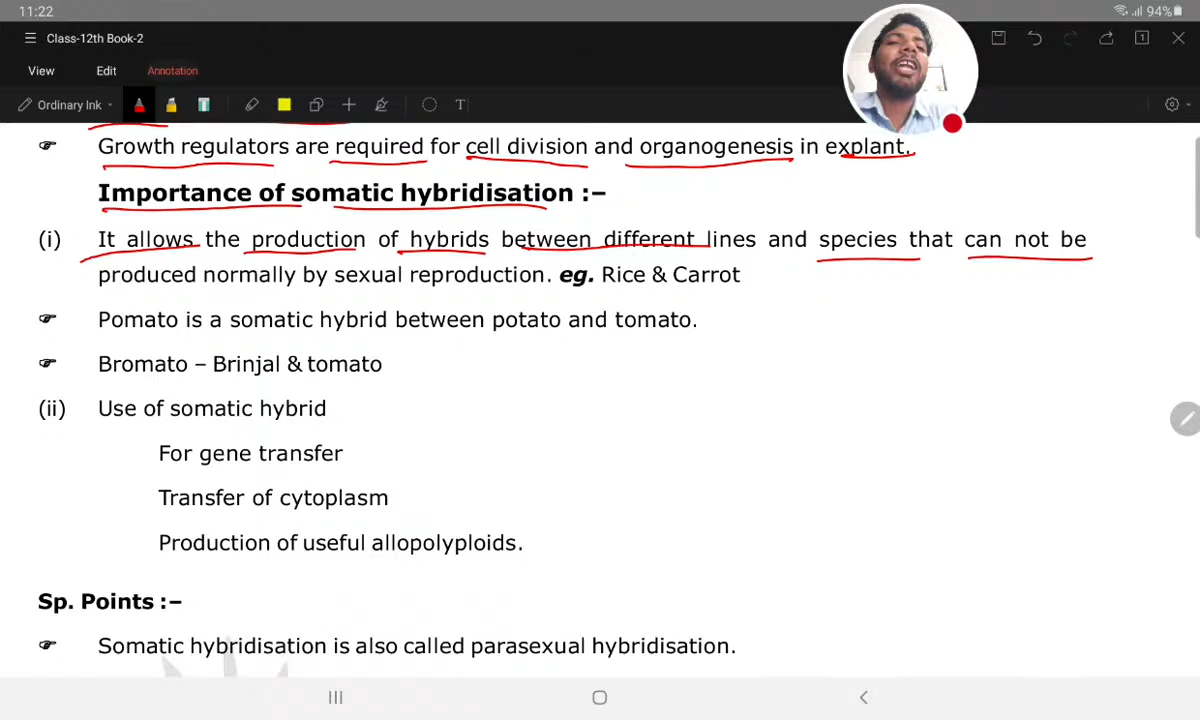 11:22
94%
Class-12th Book-2
1
View Edit Annotation
Ordinary Ink
T
☞ Growth regulators are required for cell division and organogenesis in explant.
Importance of somatic hybridisation :–
(i) It allows the production of hybrids between different lines and species that can not be
produced normally by sexual reproduction. eg. Rice & Carrot
☞ Pomato is a somatic hybrid between potato and tomato.
☞ Bromato – Brinjal & tomato
(ii) Use of somatic hybrid
For gene transfer
Transfer of cytoplasm
Production of useful allopolyploids.
Sp. Points :–
☞ Somatic hybridisation is also called parasexual hybridisation.